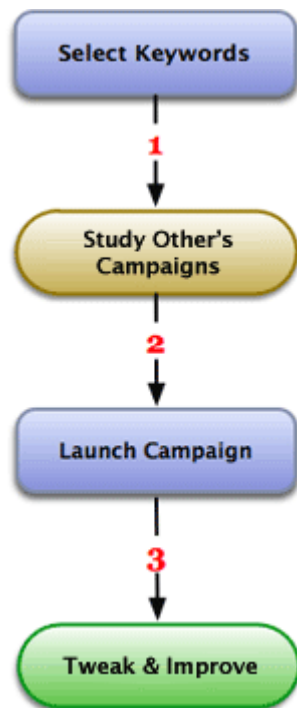 Select Keywords
1
Study Other's
Campaigns
2
Launch Campaign
3
Tweak & Improve